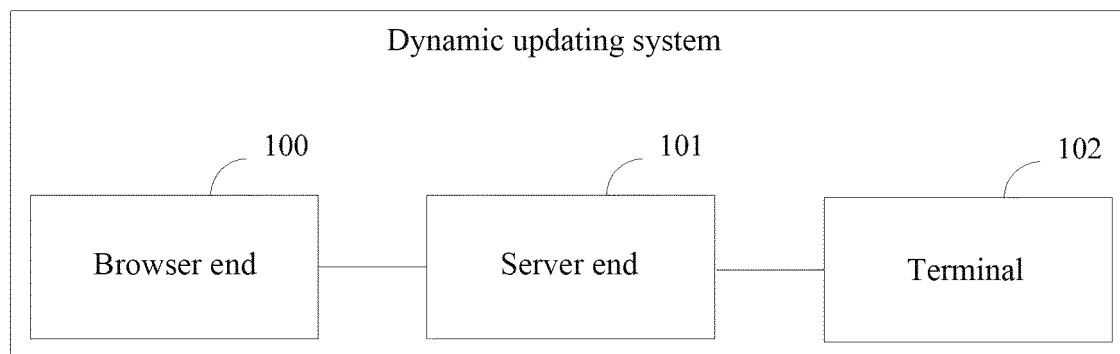 Dynamic updating system
100
101
102
Browser end
Server end
Terminal